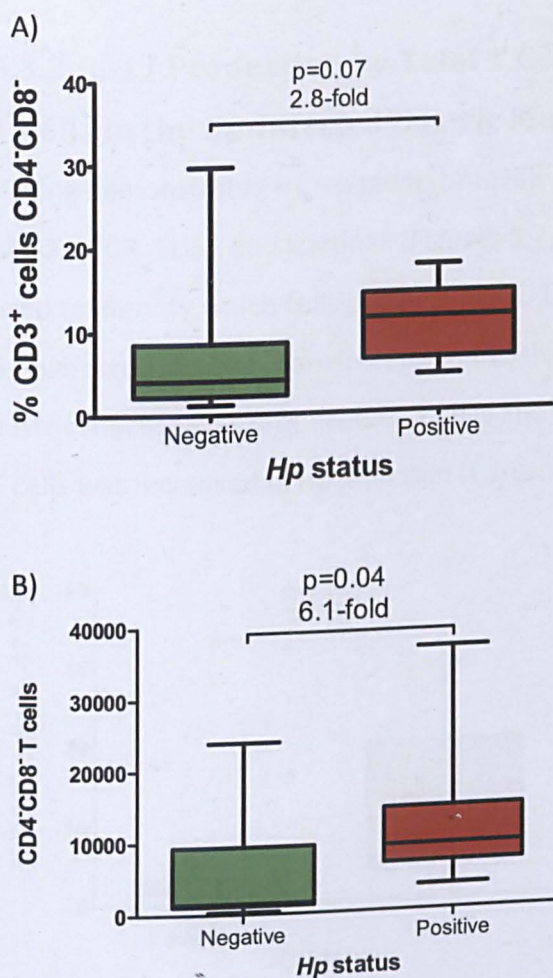 A)
p=0.07
2.8-fold
% CD3⁺ cells CD4⁻CD8⁻
40
30
20
10
0
Negative Positive
Hp status
B)
p=0.04
6.1-fold
CD4⁻CD8⁻ T cells
40000
30000
20000
10000
0
Negative Positive
Hp status